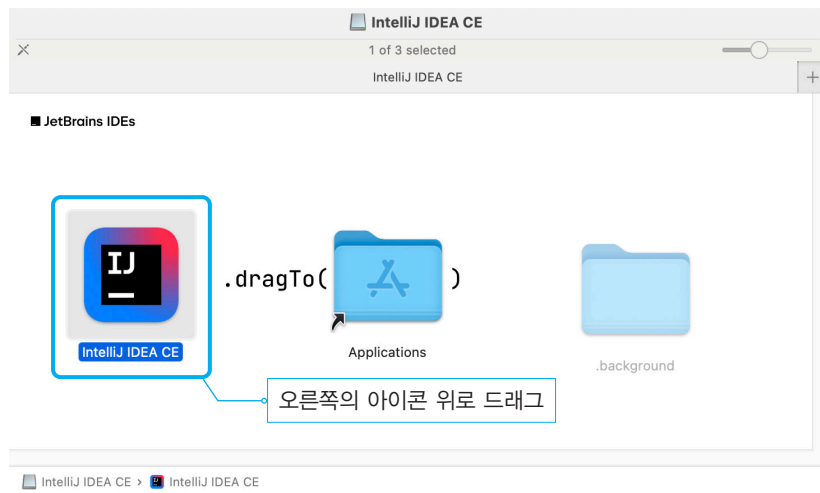 IntelliJ IDEA CE
1 of 3 selected
IntelliJ IDEA CE
JetBrains IDEs
IJ
.dragTo( )
IntelliJ IDEA CE
Applications
.background
오른쪽의 아이콘 위로 드래그
IntelliJ IDEA CE › IntelliJ IDEA CE